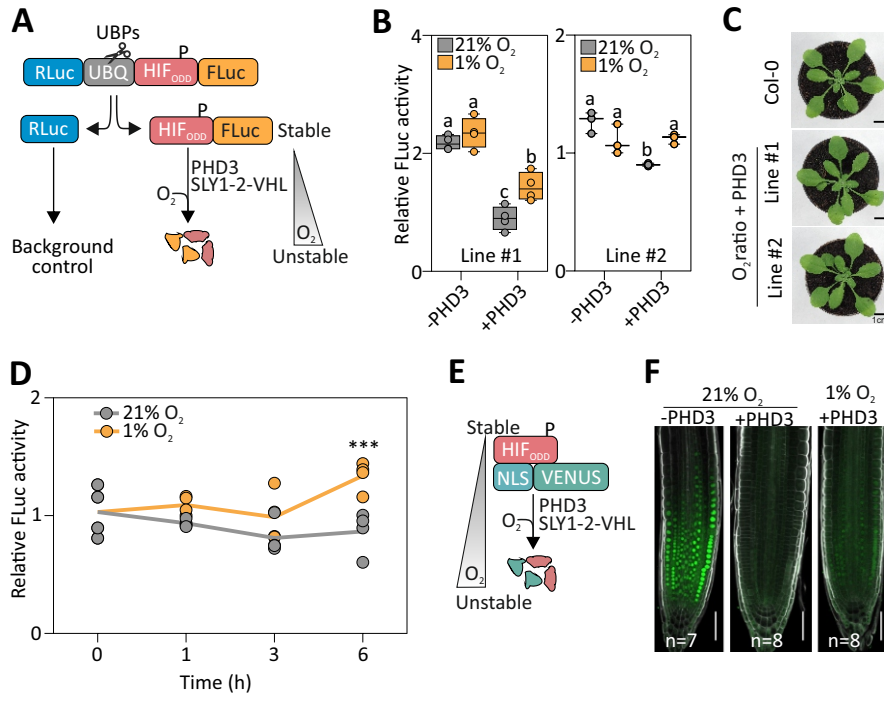 A
UBPs
P
RLuc UBQ HIF ODD FLuc
P
RLuc HIF ODD FLuc Stable
PHD3
SLY1-2-VHL
O2
O2
Background control
Unstable
B
Relative FLuc activity
4
2
0
21% O2
1% O2
a
a
c
b
Line #1
-PHD3
+PHD3
2
1
0
21% O2
1% O2
a
a
b
a
Line #2
-PHD3
+PHD3
C
Col-0
O2ratio + PHD3
Line #1
Line #2
1cm
D
Relative FLuc activity
2
1
0
21% O2
1% O2
***
0 1 3 6
Time (h)
E
Stable
P
HIF ODD
NLS VENUS
PHD3
SLY1-2-VHL
O2
O2
Unstable
F
21% O2 1% O2
-PHD3 +PHD3 +PHD3
n=7 n=8 n=8